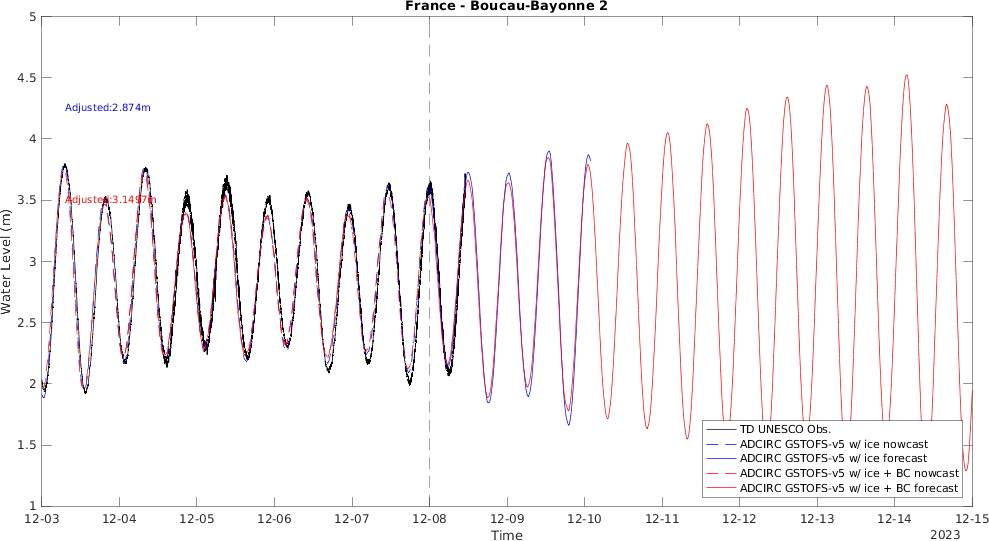 France - Boucau-Bayonne 2
5
4.5
4
3.5
3
2.5
2
1.5
1
Water Level (m)
Adjusted:2.874m
Adjusted:3.1497m
TD UNESCO Obs.
ADCIRC GSTOFS-v5 w/ ice nowcast
ADCIRC GSTOFS-v5 w/ ice forecast
ADCIRC GSTOFS-v5 w/ ice + BC nowcast
ADCIRC GSTOFS-v5 w/ ice + BC forecast
12-03 12-04 12-05 12-06 12-07 12-08 12-09 12-10 12-11 12-12 12-13 12-14 12-15
Time
2023